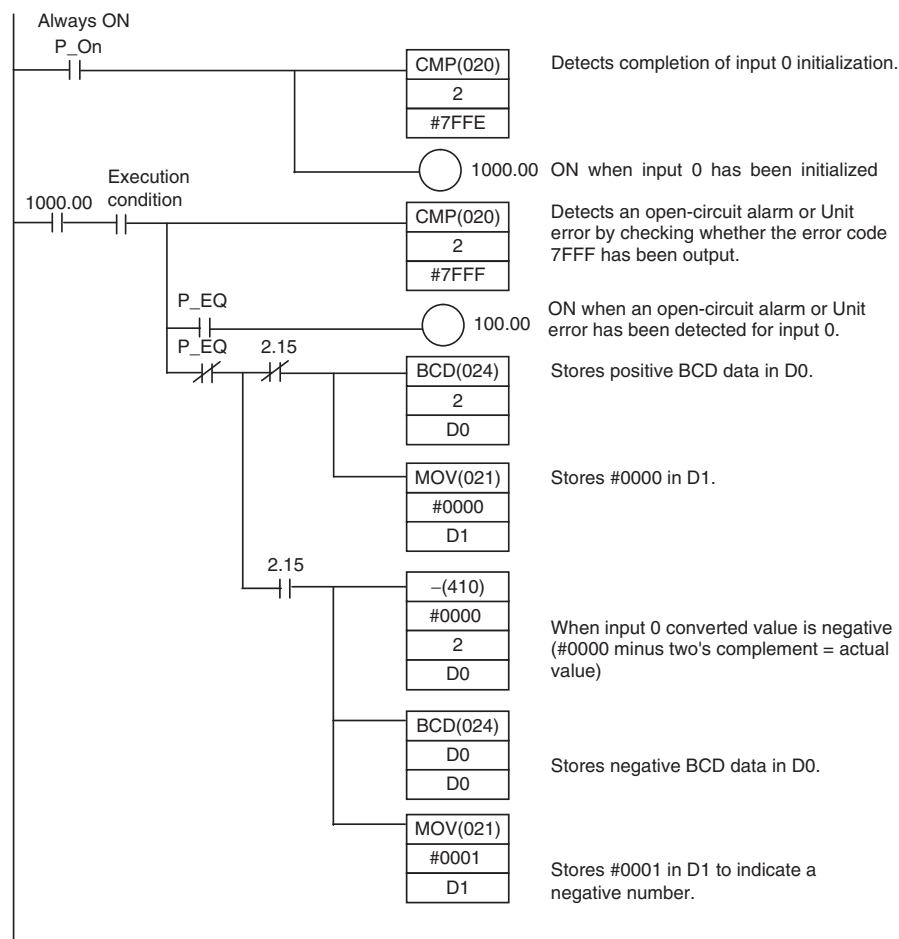 Always ON
P_On
CMP(020)
2
#7FFE
Detects completion of input 0 initialization.
1000.00
ON when input 0 has been initialized
1000.00
Execution
condition
CMP(020)
2
#7FFF
Detects an open-circuit alarm or Unit
error by checking whether the error code
7FFF has been output.
P_EQ
100.00
ON when an open-circuit alarm or Unit
error has been detected for input 0.
P_EQ
2.15
BCD(024)
2
D0
Stores positive BCD data in D0.
MOV(021)
#0000
D1
Stores #0000 in D1.
2.15
−(410)
#0000
2
D0
When input 0 converted value is negative
(#0000 minus two's complement = actual
value)
BCD(024)
D0
D0
Stores negative BCD data in D0.
MOV(021)
#0001
D1
Stores #0001 in D1 to indicate a
negative number.